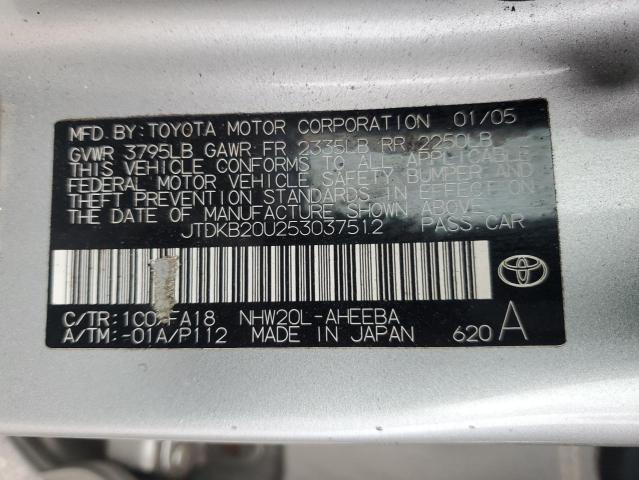 MFD. BY: TOYOTA MOTOR CORPORATION 01/05
GVWR 3795LB GAWR FR 2335LB RR 2250LB
THIS VEHICLE CONFORMS TO ALL APPLICABLE
FEDERAL MOTOR VEHICLE SAFETY, BUMPER AND
THEFT PREVENTION STANDARDS IN EFFECT ON
THE DATE OF MANUFACTURE SHOWN ABOVE.
JTDKB20U253037512 PASS. CAR
C/TR: FA18 NHW20L-AHEEBA
A/TM: -01A/P112 MADE IN JAPAN 620 A